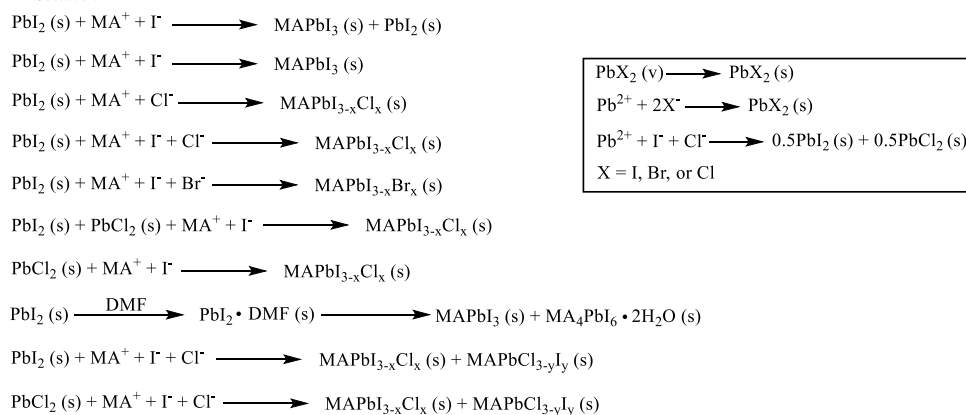 PbI₂ (s) + MA⁺ + I⁻ ⟶ MAPbI₃ (s) + PbI₂ (s)
PbI₂ (s) + MA⁺ + I⁻ ⟶ MAPbI₃ (s)
PbI₂ (s) + MA⁺ + Cl⁻ ⟶ MAPbI₃₋ₓClₓ (s)
PbI₂ (s) + MA⁺ + I⁻ + Cl⁻ ⟶ MAPbI₃₋ₓClₓ (s)
PbI₂ (s) + MA⁺ + I⁻ + Br⁻ ⟶ MAPbI₃₋ₓBrₓ (s)
PbI₂ (s) + PbCl₂ (s) + MA⁺ + I⁻ ⟶ MAPbI₃₋ₓClₓ (s)
PbCl₂ (s) + MA⁺ + I⁻ ⟶ MAPbI₃₋ₓClₓ (s)
PbI₂ (s) ⟶ DMF PbI₂ • DMF (s) ⟶ MAPbI₃ (s) + MA₄PbI₆ • 2H₂O (s)
PbI₂ (s) + MA⁺ + I⁻ + Cl⁻ ⟶ MAPbI₃₋ₓClₓ (s) + MAPbCl₃₋yIy (s)
PbCl₂ (s) + MA⁺ + I⁻ + Cl⁻ ⟶ MAPbI₃₋ₓClₓ (s) + MAPbCl₃₋yIy (s)
PbX₂ (v) ⟶ PbX₂ (s)
Pb²⁺ + 2X⁻ ⟶ PbX₂ (s)
Pb²⁺ + I⁻ + Cl⁻ ⟶ 0.5PbI₂ (s) + 0.5PbCl₂ (s)
X = I, Br, or Cl